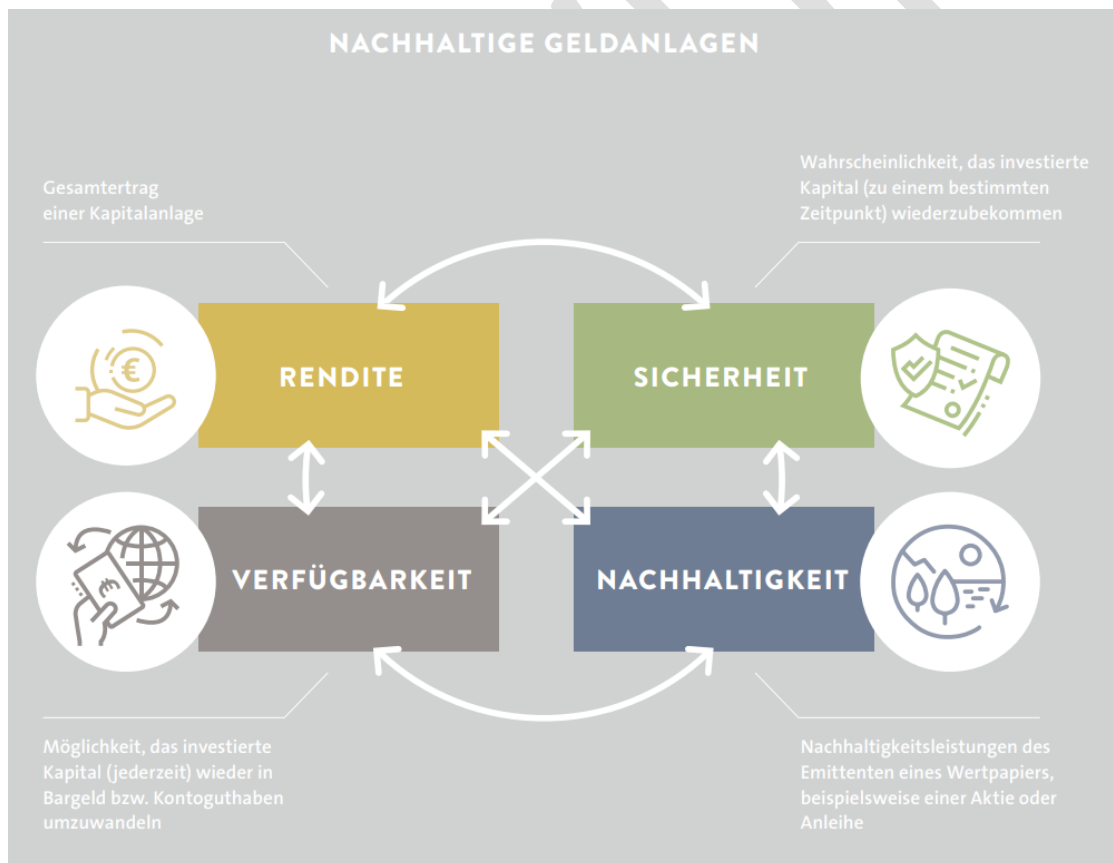 NACHHALTIGE GELDANLAGEN
Gesamtertrag
einer Kapitalanlage
Wahrscheinlichkeit, das investierte
Kapital (zu einem bestimmten
Zeitpunkt) wiederzubekommen
RENDITE
SICHERHEIT
VERFÜGBARKEIT
NACHHALTIGKEIT
Möglichkeit, das investierte
Kapital (jederzeit) wieder in
Bargeld bzw. Kontoguthaben
umzuwandeln
Nachhaltigkeitsleistungen des
Emittenten eines Wertpapiers,
beispielsweise einer Aktie oder
Anleihe